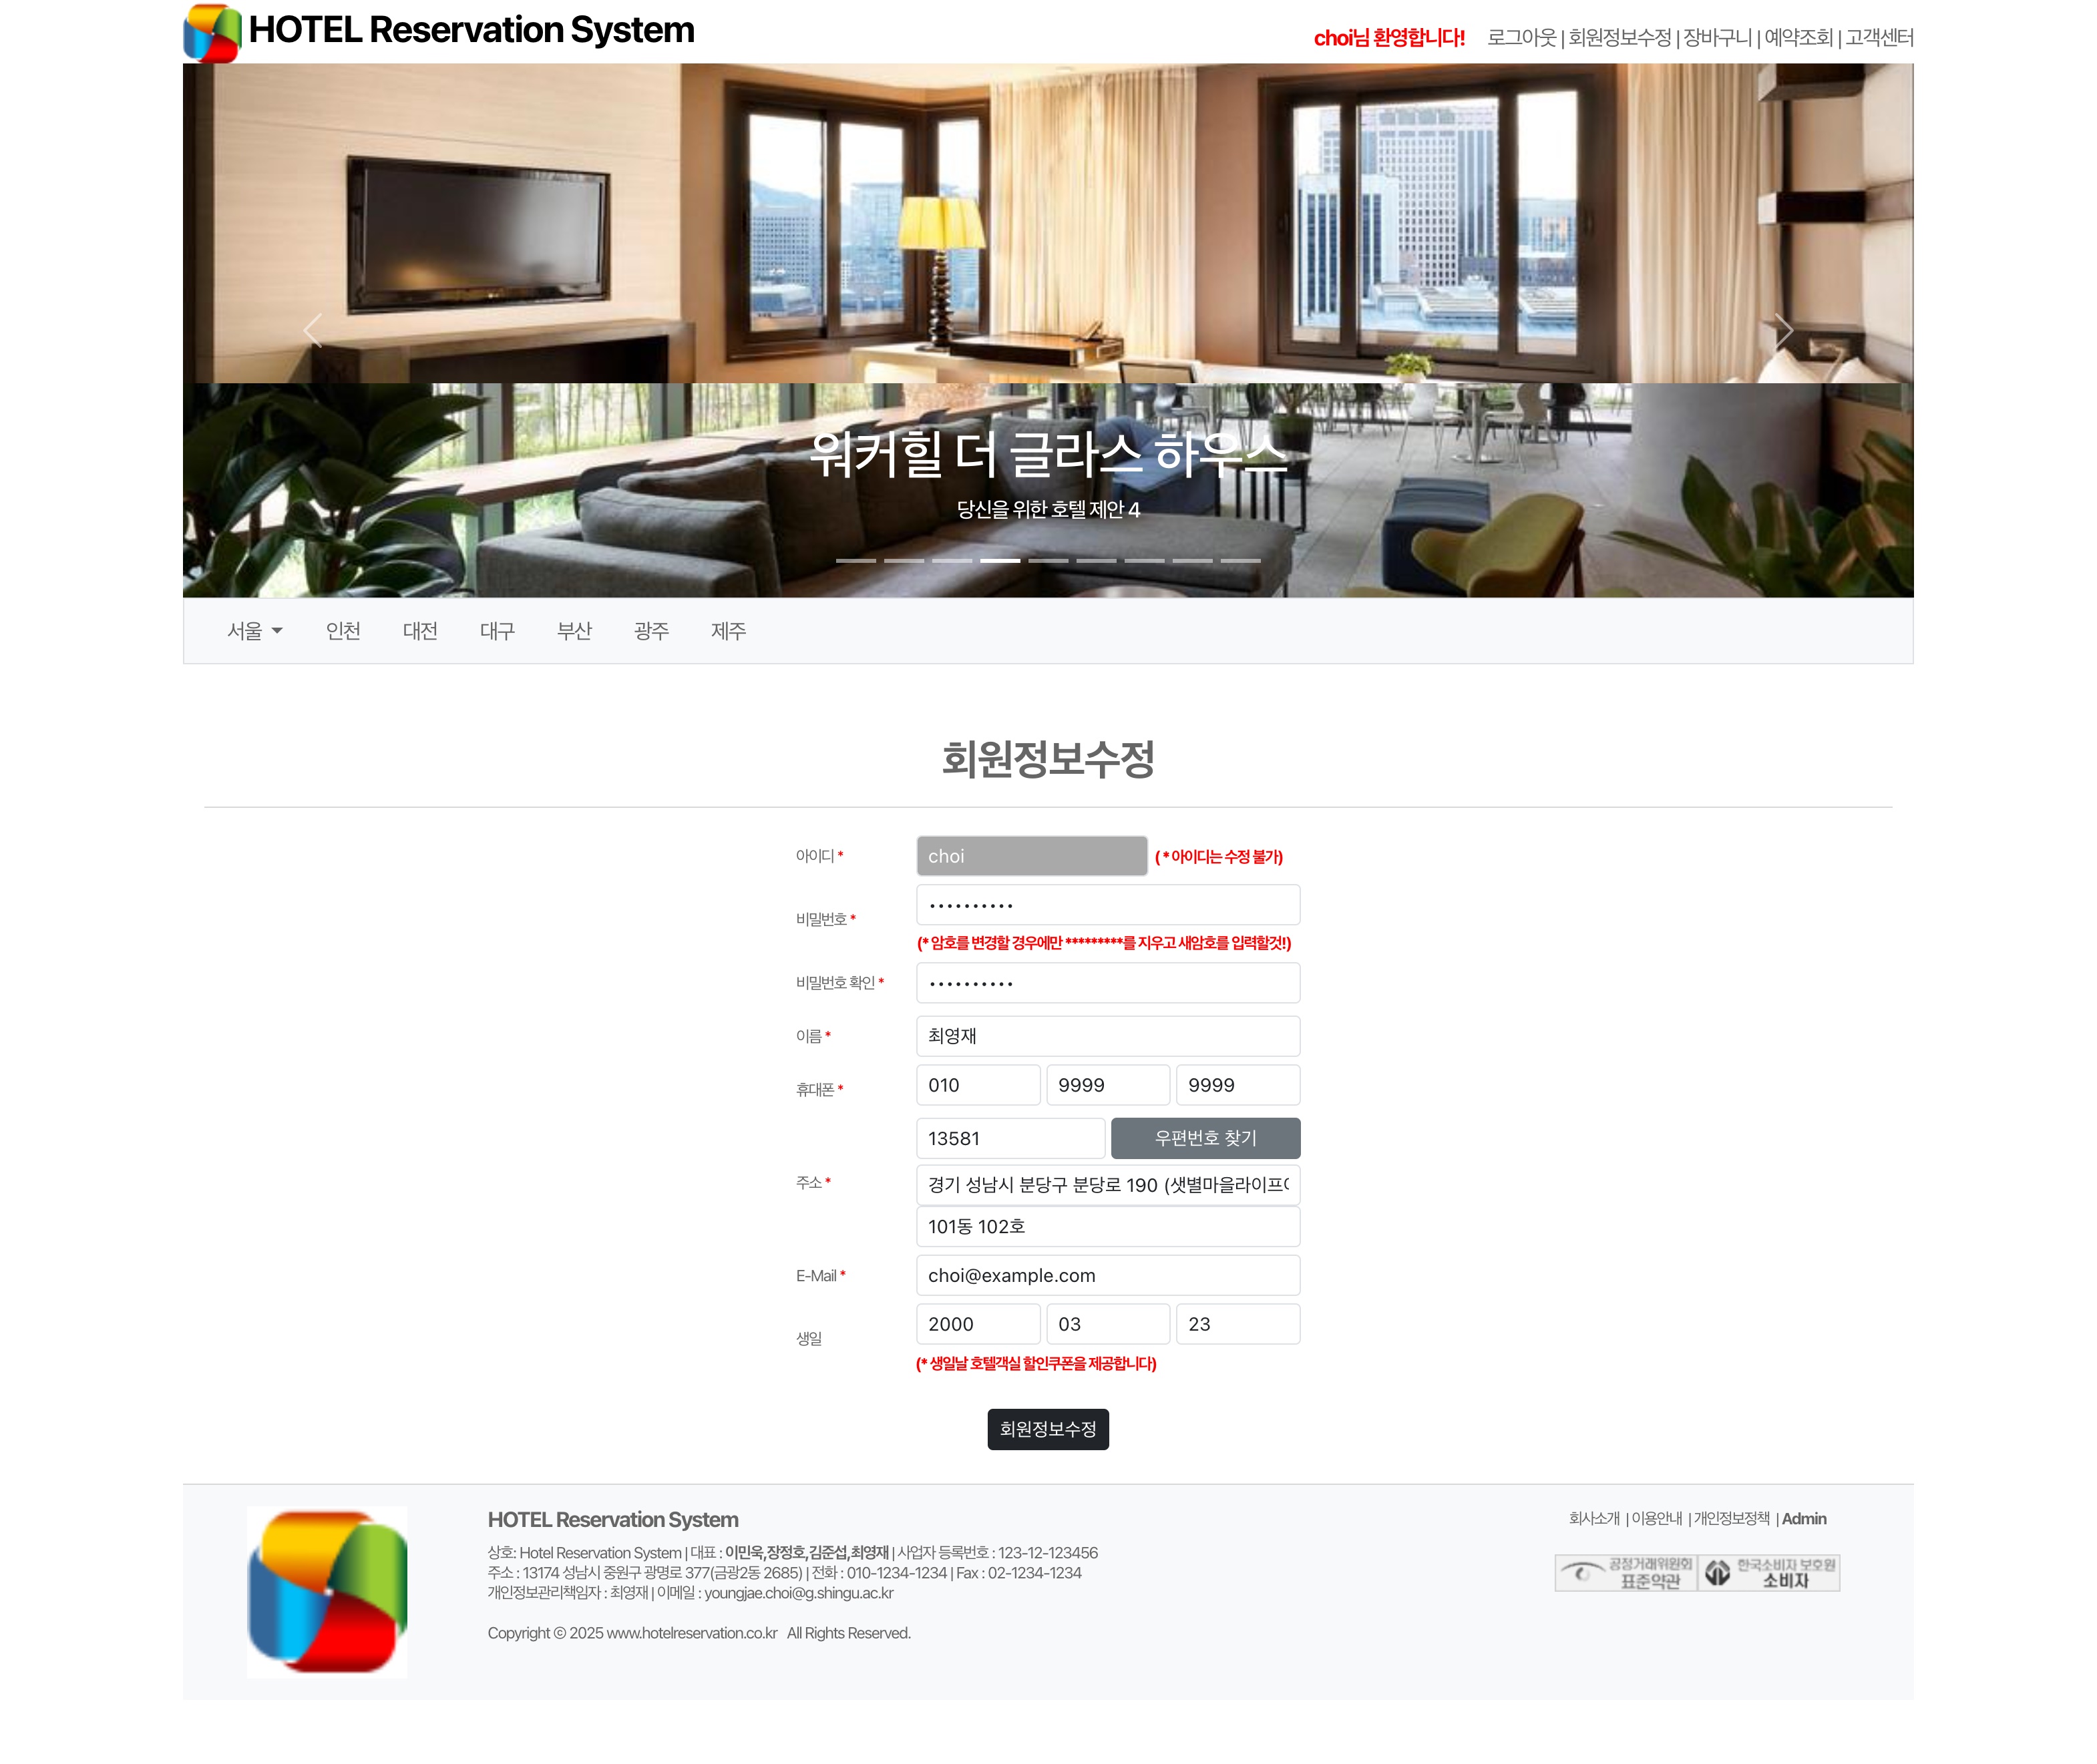 HOTEL Reservation System
choi님 환영합니다! 로그아웃 | 회원정보수정 | 장바구니 | 예약조회 | 고객센터
워커힐 더 글라스 하우스
당신을 위한 호텔 제안 4
서울 인천 대전 대구 부산 광주 제주
회원정보수정
아이디 * choi ( * 아이디는 수정 불가)
비밀번호 * ••••••••••
(* 암호를 변경할 경우에만 *********를 지우고 새암호를 입력할것!)
비밀번호 확인 * ••••••••••
이름 * 최영재
휴대폰 * 010 9999 9999
13581 우편번호 찾기
주소 * 경기 성남시 분당구 분당로 190 (샛별마을라이프
101동 102호
E-Mail * choi@example.com
생일 2000 03 23
(* 생일날 호텔객실 할인쿠폰을 제공합니다)
회원정보수정
HOTEL Reservation System
상호: Hotel Reservation System | 대표 : 이민욱,장정호,김준섭,최영재 | 사업자 등록번호 : 123-12-123456
주소 : 13174 성남시 중원구 광명로 377(금광2동 2685) | 전화 : 010-1234-1234 | Fax : 02-1234-1234
개인정보관리책임자 : 최영재 | 이메일 : youngjae.choi@g.shingu.ac.kr
Copyright © 2025 www.hotelreservation.co.kr All Rights Reserved.
회사소개 | 이용안내 | 개인정보정책 | Admin
공정거래위원회
표준약관
한국소비자 보호원
소비자